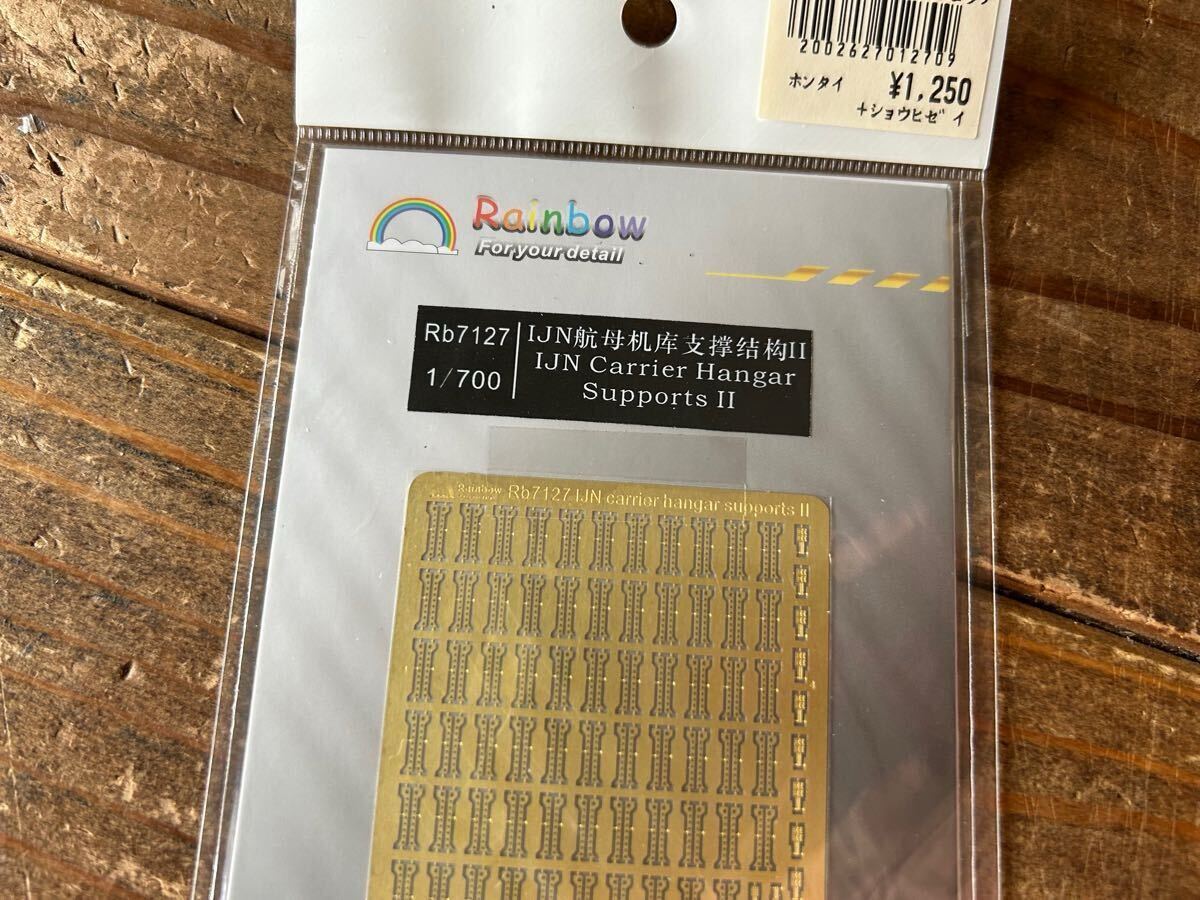 2002627012709
ホンタイ ¥1,250
+ショウヒゼイ
Rainbow
For your detail
Rb7127
1/700
IJN航母机库支撑结构II
IJN Carrier Hangar
Supports II
Rainbow Rb7127 IJN carrier hangar supports II